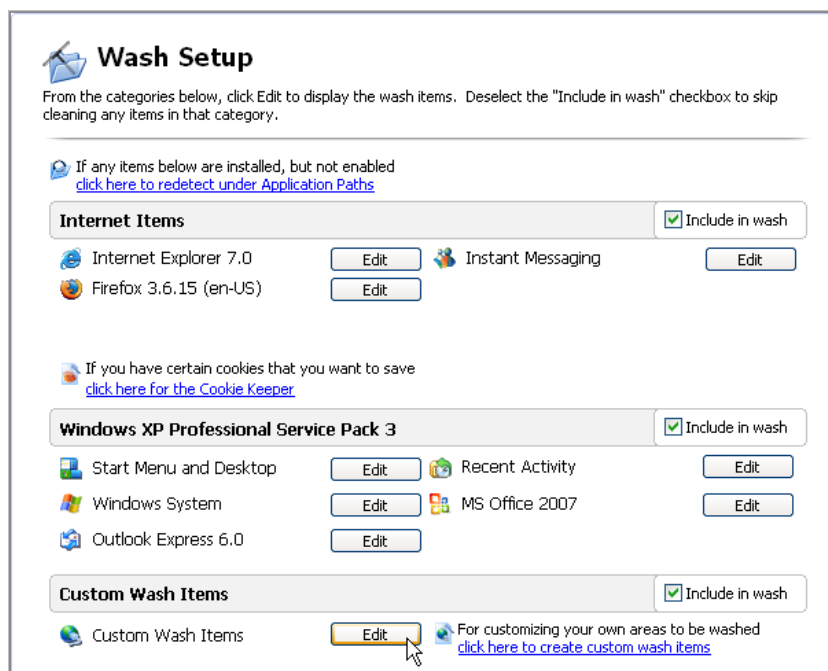 Wash Setup
From the categories below, click Edit to display the wash items. Deselect the "Include in wash" checkbox to skip
cleaning any items in that category.
If any items below are installed, but not enabled
click here to redetect under Application Paths
Internet Items
Include in wash
Internet Explorer 7.0
Edit
Instant Messaging
Edit
Firefox 3.6.15 (en-US)
Edit
If you have certain cookies that you want to save
click here for the Cookie Keeper
Windows XP Professional Service Pack 3
Include in wash
Start Menu and Desktop
Edit
Recent Activity
Edit
Windows System
Edit
MS Office 2007
Edit
Outlook Express 6.0
Edit
Custom Wash Items
Include in wash
Custom Wash Items
Edit
For customizing your own areas to be washed
click here to create custom wash items